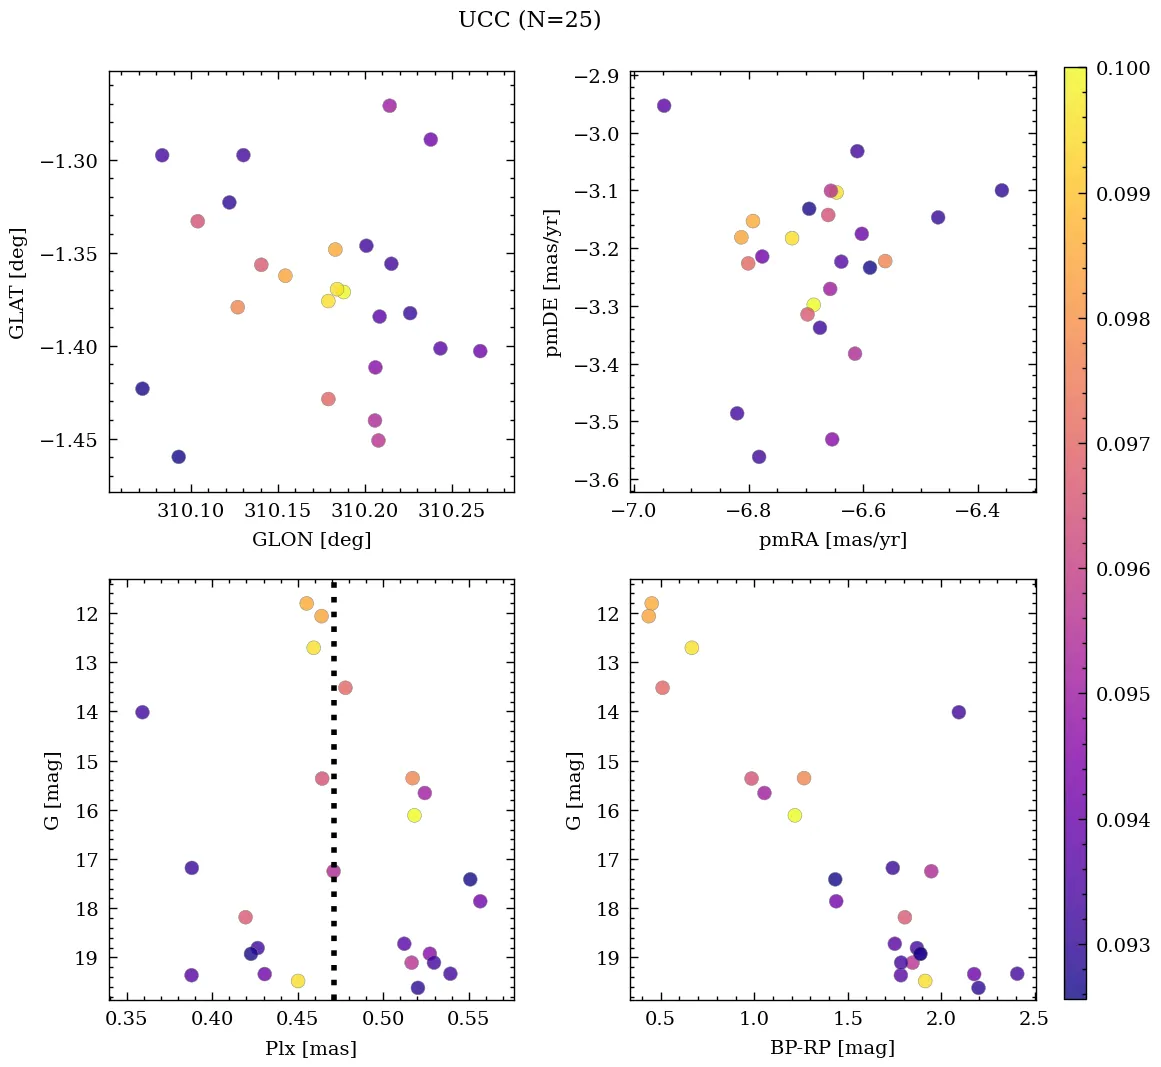 UCC (N=25)
−1.30
−1.35
−1.40
−1.45
GLAT [deg]
310.10 310.15 310.20 310.25
GLON [deg]
−2.9
−3.0
−3.1
−3.2
−3.3
−3.4
−3.5
−3.6
pmDE [mas/yr]
−7.0 −6.8 −6.6 −6.4
pmRA [mas/yr]
12
13
14
15
16
17
18
19
G [mag]
0.35 0.40 0.45 0.50 0.55
Plx [mas]
12
13
14
15
16
17
18
19
G [mag]
0.5 1.0 1.5 2.0 2.5
BP-RP [mag]
0.100
0.099
0.098
0.097
0.096
0.095
0.094
0.093